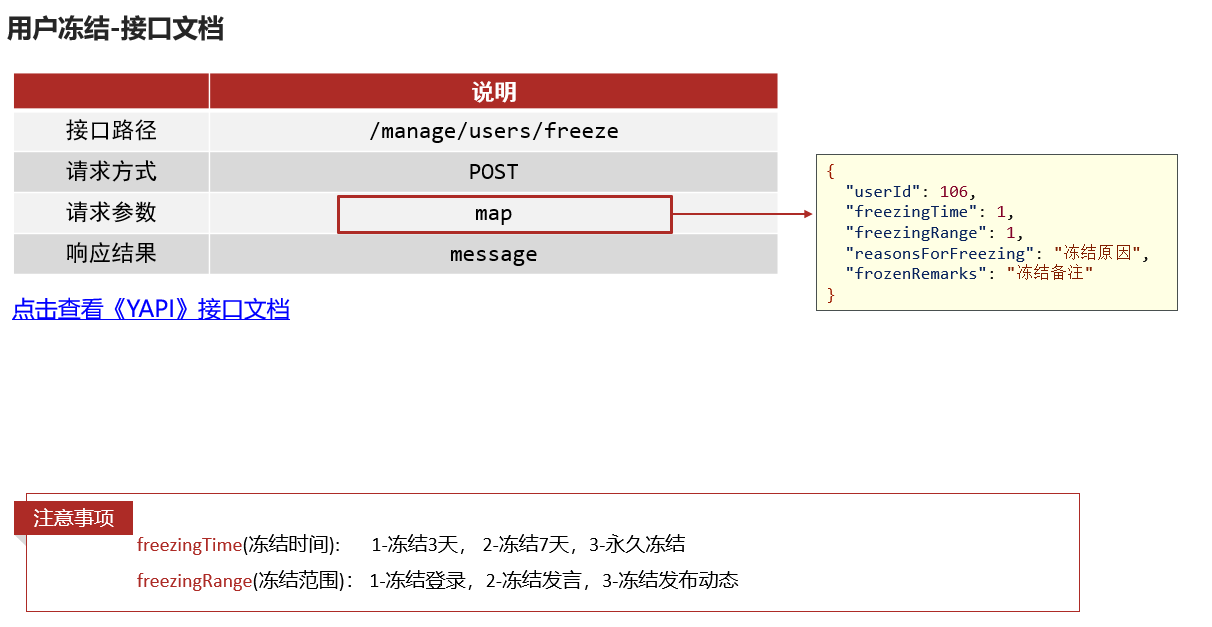 用户冻结-接口文档
说明
接口路径 /manage/users/freeze
请求方式 POST
请求参数 map
响应结果 message
{
"userId": 106,
"freezingTime": 1,
"freezingRange": 1,
"reasonsForFreezing": "冻结原因",
"frozenRemarks": "冻结备注"
}
点击查看《YAPI》接口文档
注意事项
freezingTime(冻结时间): 1-冻结3天, 2-冻结7天, 3-永久冻结
freezingRange(冻结范围): 1-冻结登录, 2-冻结发言, 3-冻结发布动态